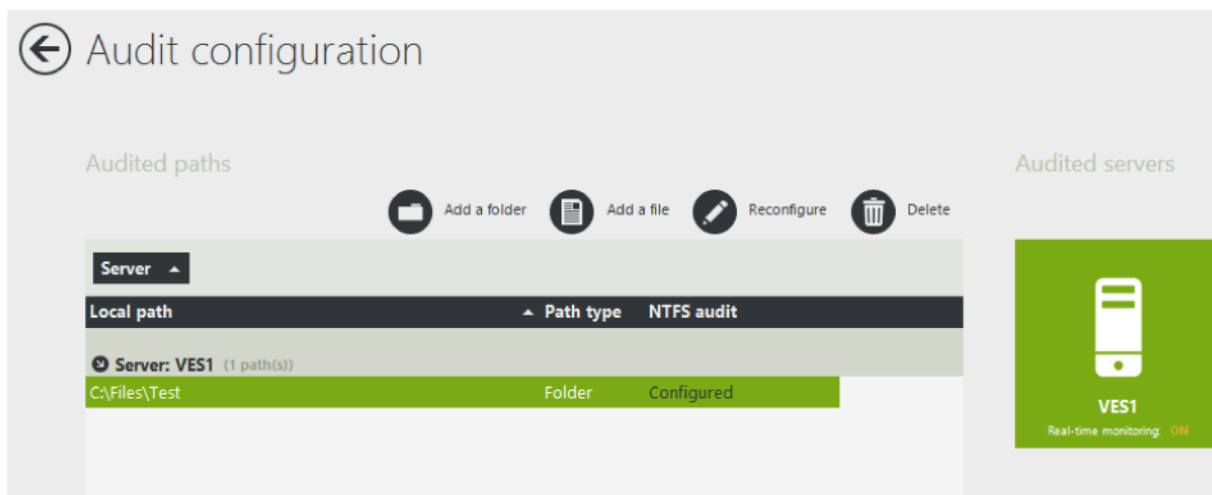 Audit configuration
Audited paths
Audited servers
Add a folder
Add a file
Reconfigure
Delete
Server
Local path Path type NTFS audit
Server: VES1 (1 path(s))
C:\Files\Test Folder Configured
VES1
Real-time monitoring: ON